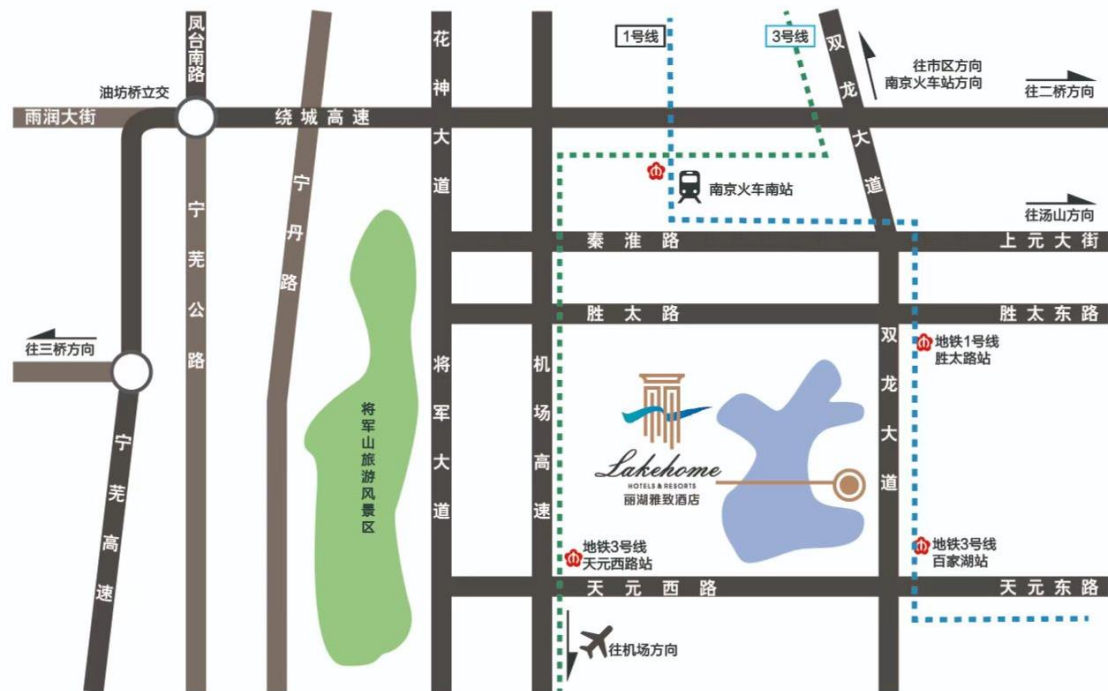 凤台南路
花神大道
1号线
3号线
双龙大道
往市区方向
南京火车站方向
往二桥方向
油坊桥立交
雨润大街
绕城高速
宁丹路
南京火车南站
往汤山方向
宁芜公路
秦淮路
上元大街
胜太路
胜太东路
往三桥方向
将军大道
机场高速
双龙大道
地铁1号线
胜太路站
将军山旅游风景区
Lakehome
HOTELS & RESORTS
丽湖雅致酒店
宁芜高速
地铁3号线
天元西路站
地铁3号线
百家湖站
天元西路
天元东路
往机场方向